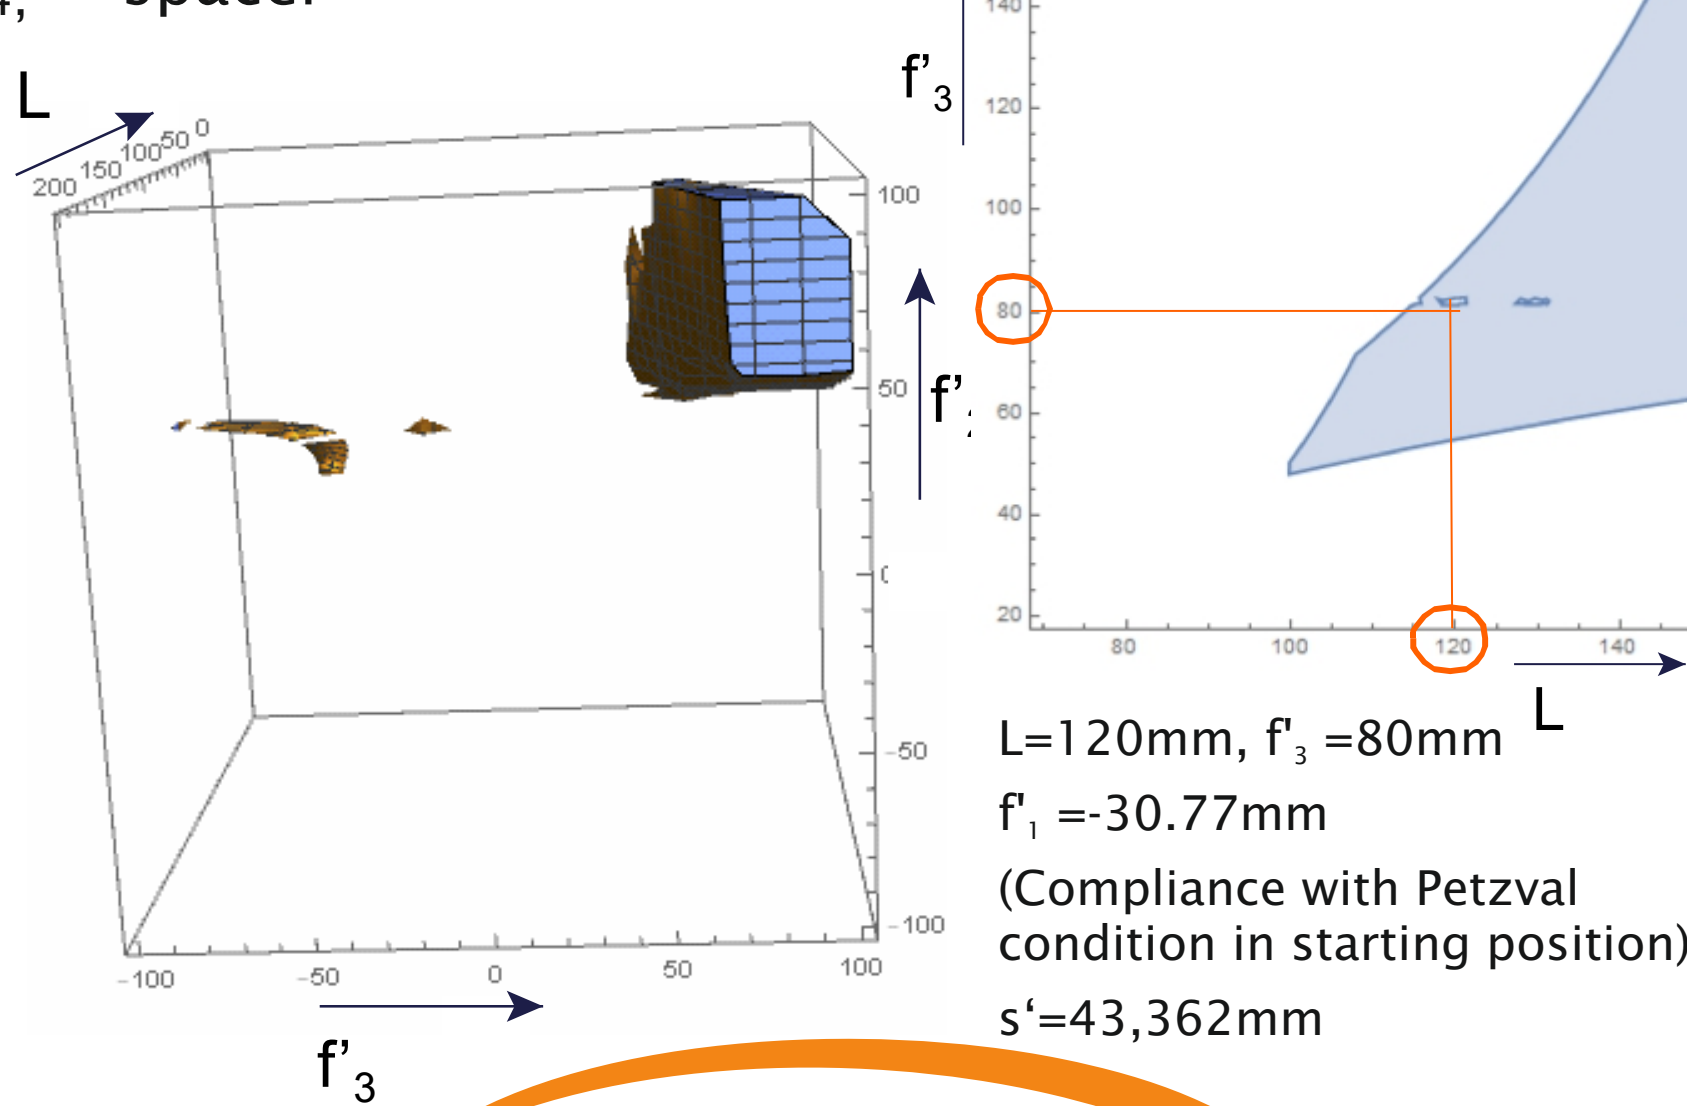 spacer
L
200 150 100 50 0
100
50
f'
-50
-100
-100 -50 0 50 100
f'3
f'3
140
120
100
80
60
40
20
80 100 120 140
L
L=120mm, f'3 =80mm
f'1 =-30.77mm
(Compliance with Petzval
condition in starting position)
s‘=43,362mm